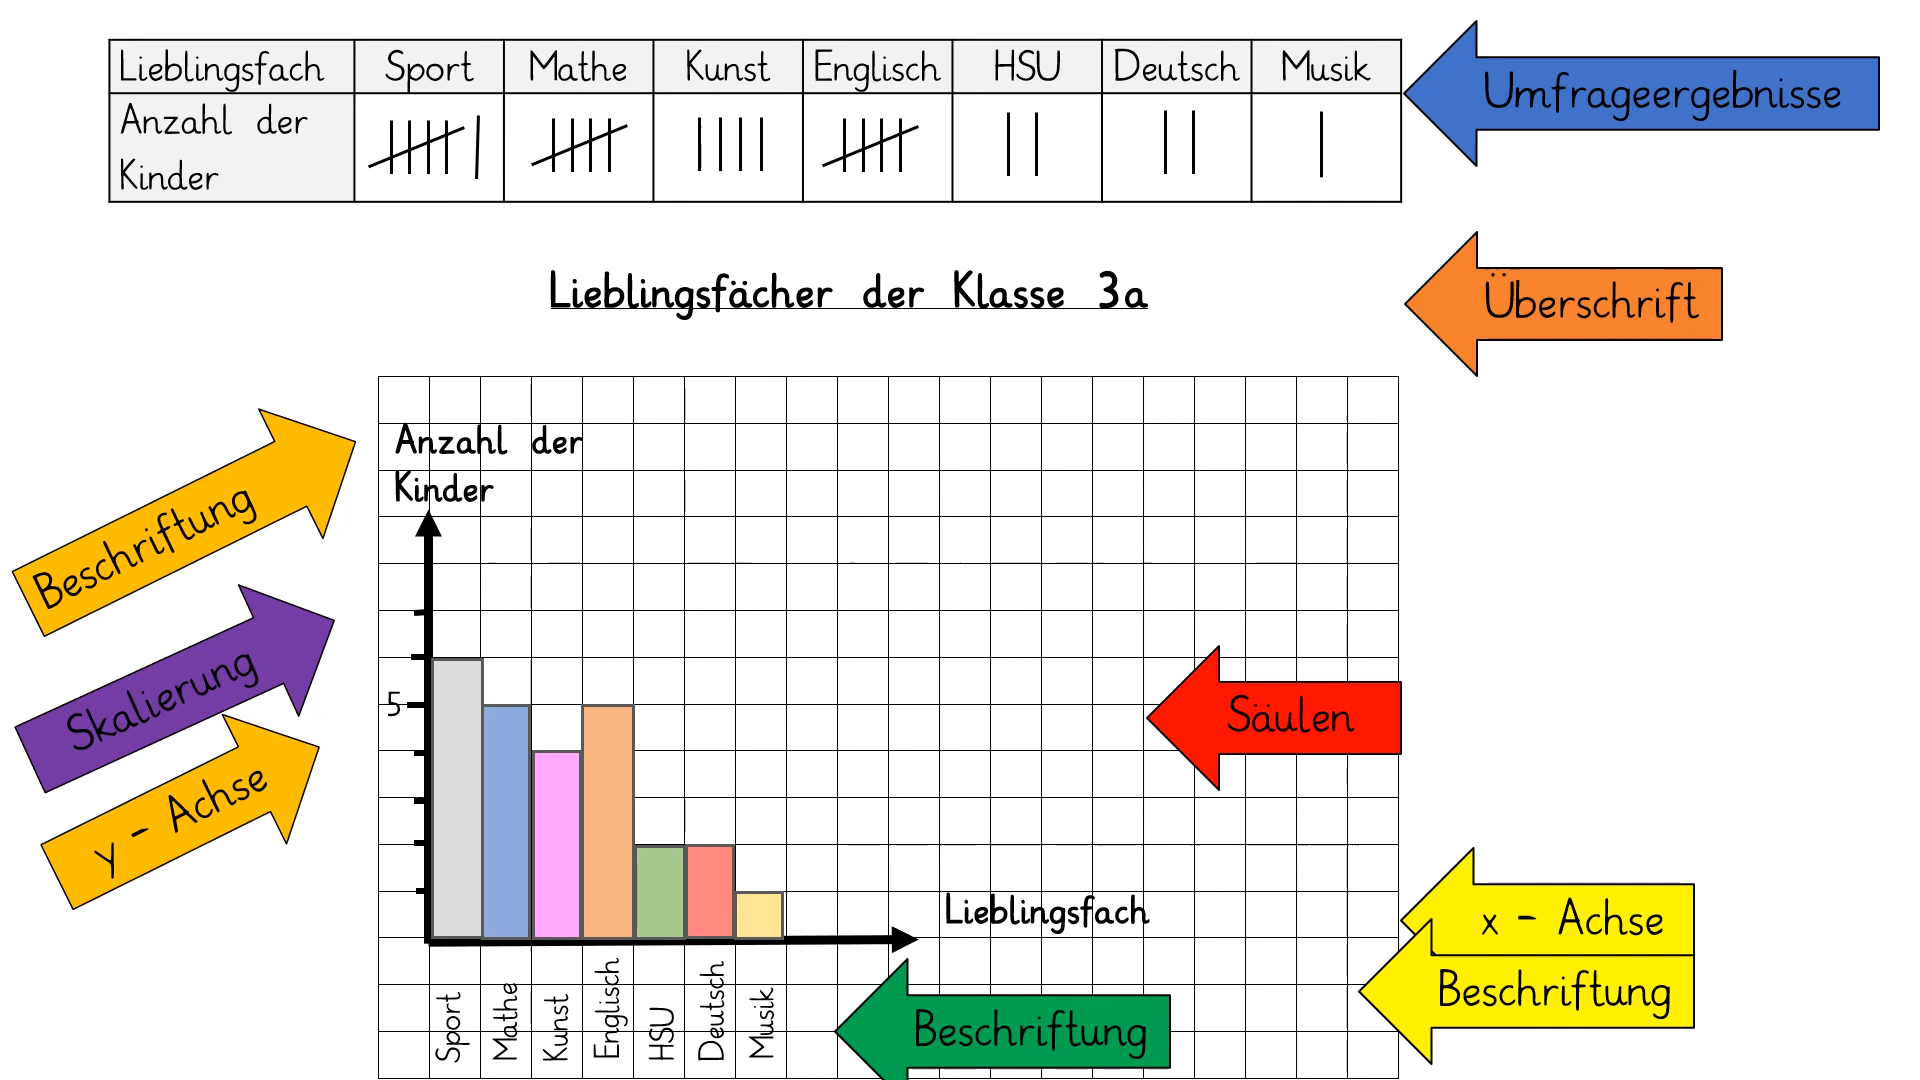 Lieblingsfach Sport Mathe Kunst Englisch HSU Deutsch Musik
Anzahl der
Kinder
Umfrageergebnisse
Lieblingsfächer der Klasse 3a
Überschrift
Anzahl der
Kinder
Beschriftung
Skalierung
y - Achse
5
Säulen
Lieblingsfach
x - Achse
Beschriftung
Sport
Mathe
Kunst
Englisch
HSU
Deutsch
Musik
Beschriftung